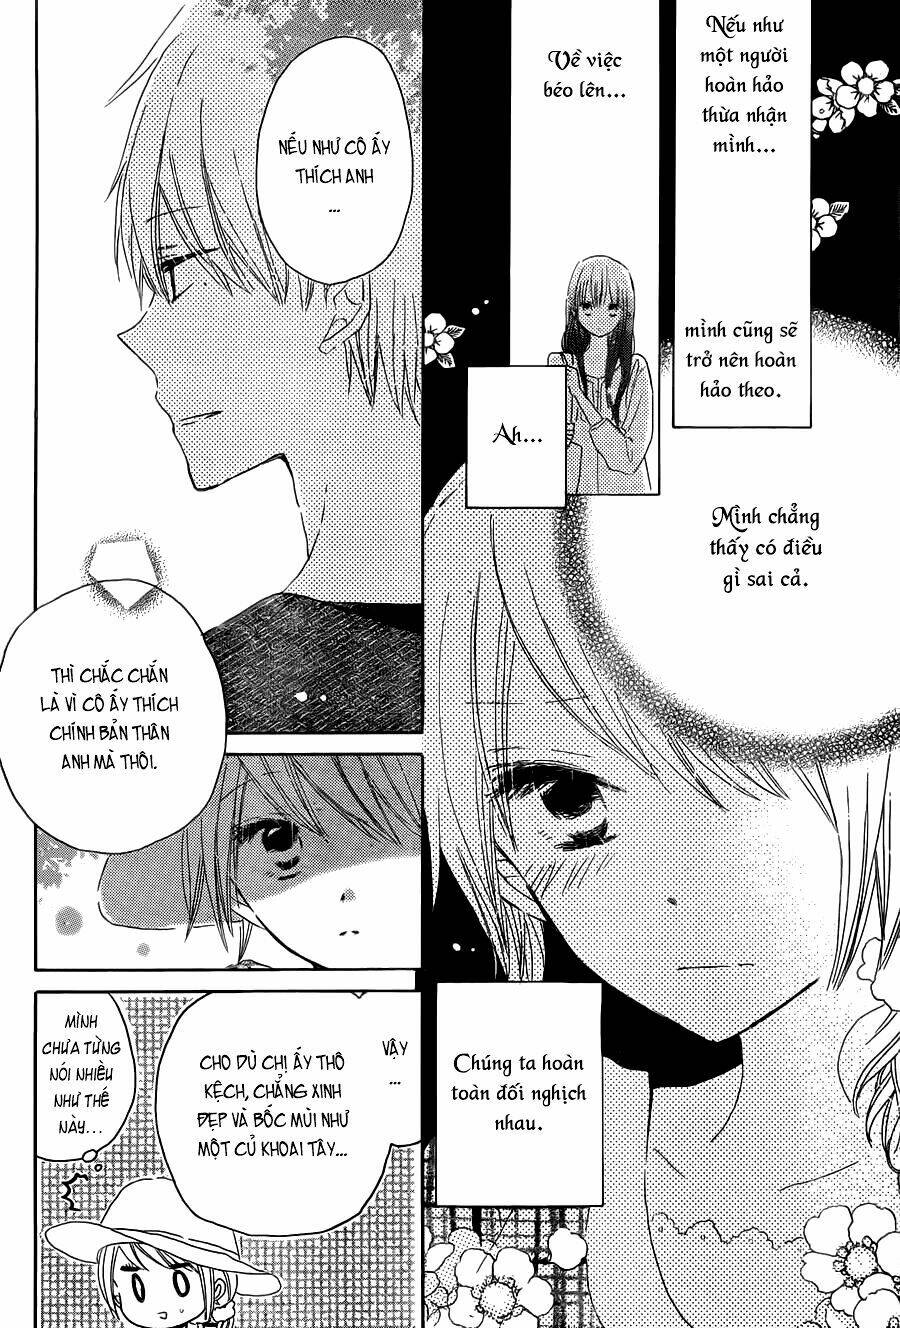 Nếu như
một người
hoàn hảo
thừa nhận
mình...
mình cũng sẽ
trở nên hoàn
hảo theo.
Về việc
béo lên...
Ah...
Mình chẳng
thấy có điều
gì sai cả.
Chúng ta hoàn
toàn đối nghịch
nhau.
NẾU NHƯ CÔ ẤY
THÍCH ANH
...
THÌ CHẮC CHẮN
LÀ VÌ CÔ ẤY THÍCH
CHÍNH BẢN THÂN
ANH MÀ THÔI.
VẬY
...
CHO DÙ CHỊ ẤY THÔ
KỆCH, CHẲNG XINH
ĐẸP VÀ BỐC MÙI NHƯ
MỘT CỦ KHOAI TÂY...
MÌNH
CHƯA TỪNG
NÓI NHIỀU
NHƯ THẾ
NÀY...